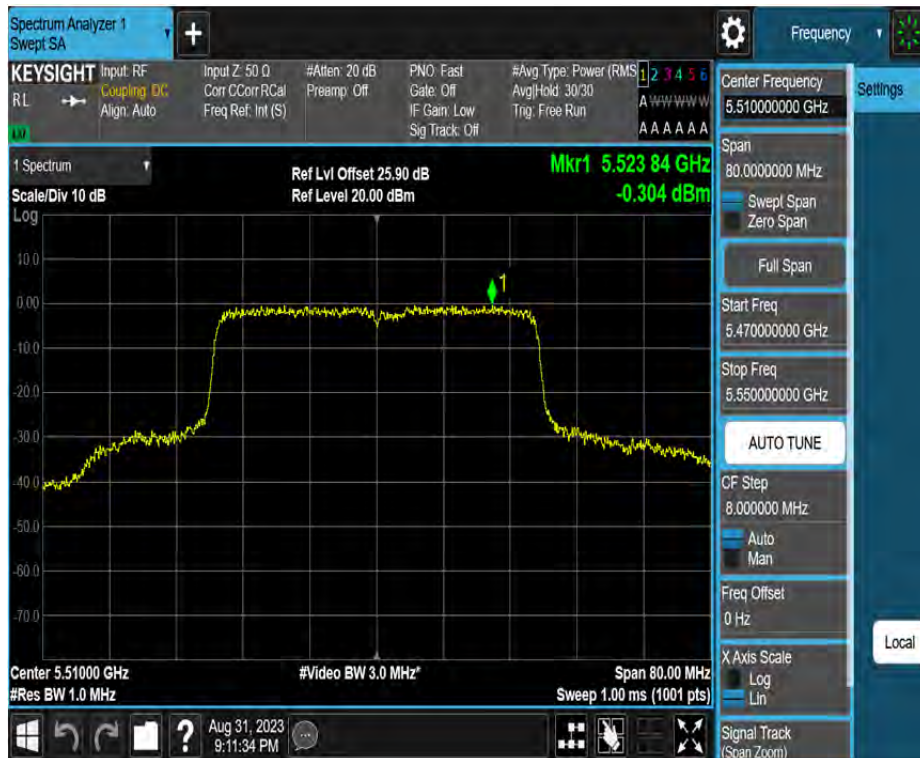 Spectrum Analyzer 1
Swept SA
+
Frequency
KEYSIGHT
RL
Input: RF
Coupling: DC
Align: Auto
Input Z: 50 Ω
Corr CCorr RCal
Freq Ref: Int (S)
#Atten: 20 dB
Preamp: Off
PNO: Fast
Gate: Off
IF Gain: Low
Sig Track: Off
#Avg Type: Power (RMS
Avg|Hold: 30/30
Trig: Free Run
1 2 3 4 5 6
A W W W W W
A A A A A A
Center Frequency
5.510000000 GHz
Settings
1 Spectrum
Scale/Div 10 dB
Ref Lvl Offset 25.90 dB
Ref Level 20.00 dBm
Mkr1 5.523 84 GHz
-0.304 dBm
Span
80.0000000 MHz
Swept Span
Zero Span
Full Span
Start Freq
5.470000000 GHz
Stop Freq
5.550000000 GHz
AUTO TUNE
CF Step
8.000000 MHz
Auto
Man
Freq Offset
0 Hz
X Axis Scale
Log
Lin
Signal Track
(Span Zoom)
Local
Log
10.0
0.00
-10.0
-20.0
-30.0
-40.0
-50.0
-60.0
-70.0
1
Center 5.51000 GHz
#Res BW 1.0 MHz
#Video BW 3.0 MHz*
Span 80.00 MHz
Sweep 1.00 ms (1001 pts)
?
Aug 31, 2023
9:11:34 PM